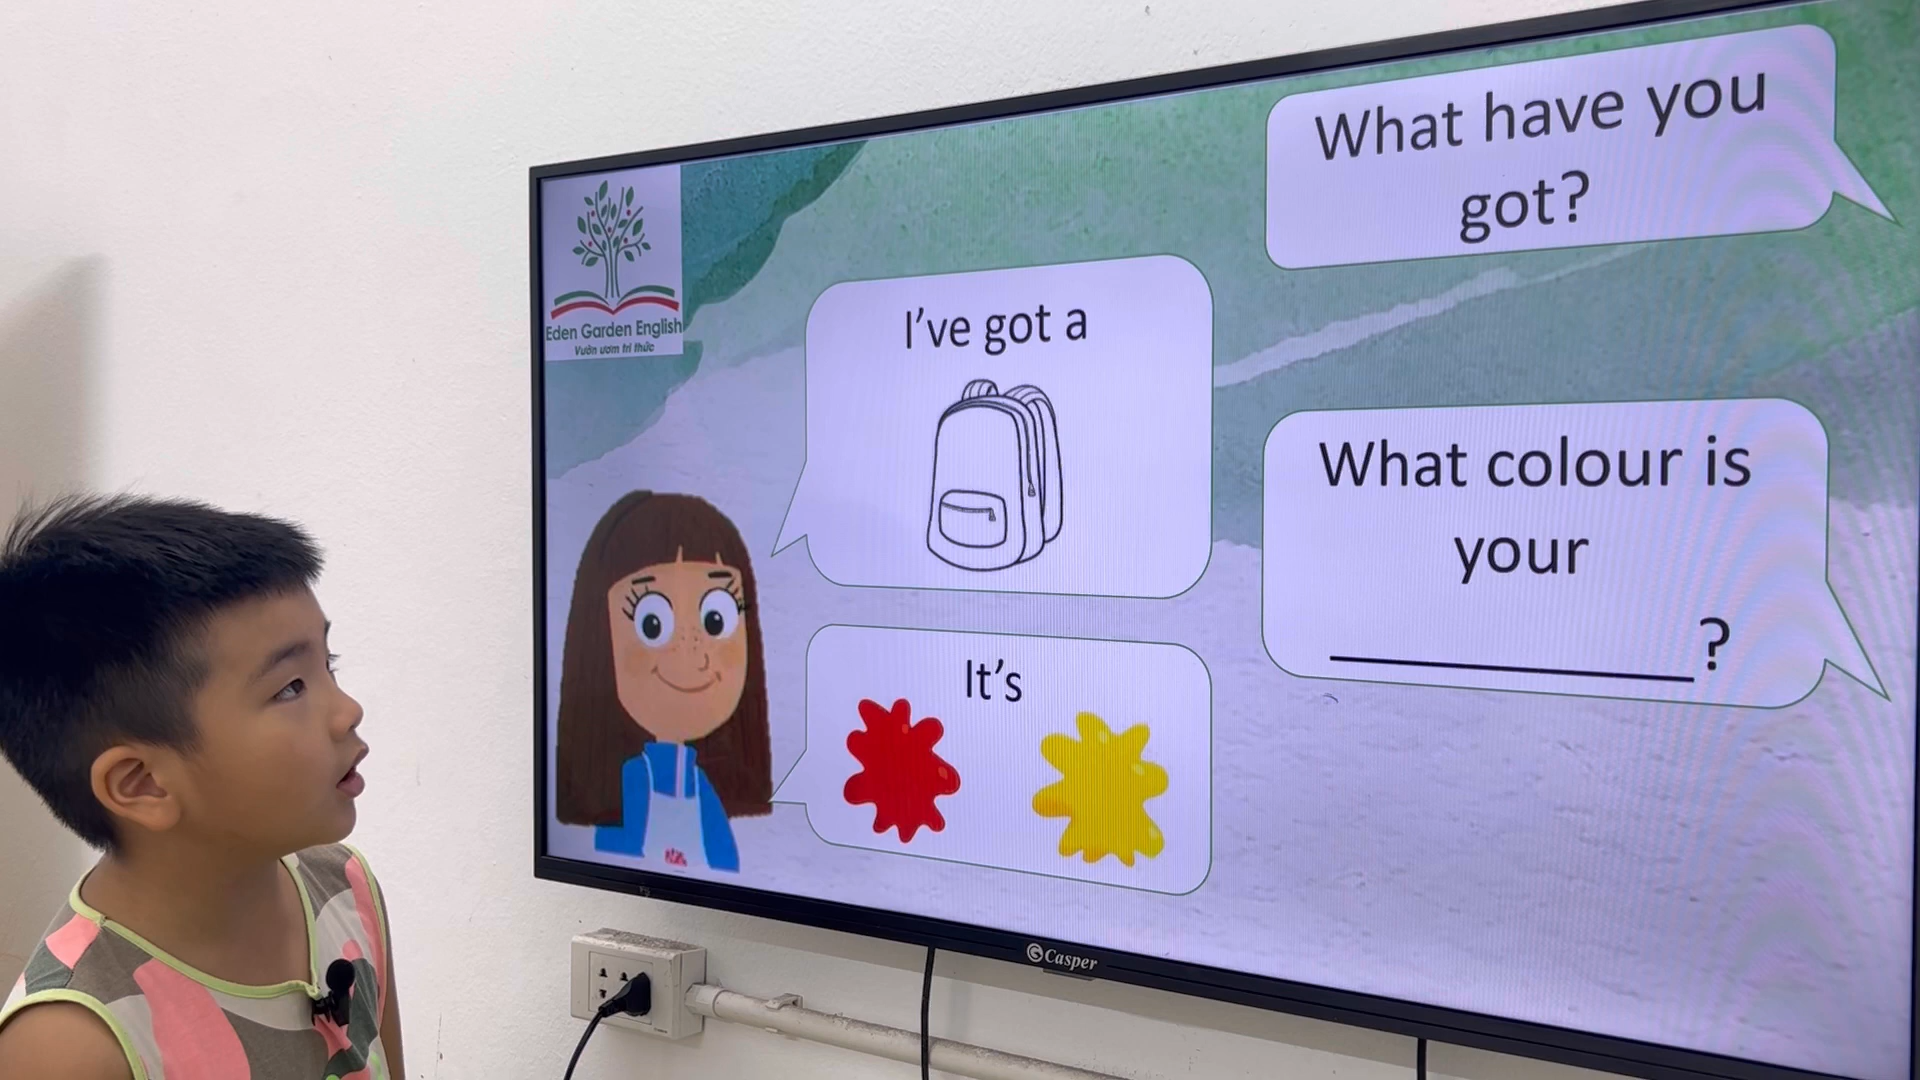 Eden Garden English
Vườn ươm tri thức
What have you
got?
I've got a
What colour is
your
__________?
It's
Casper